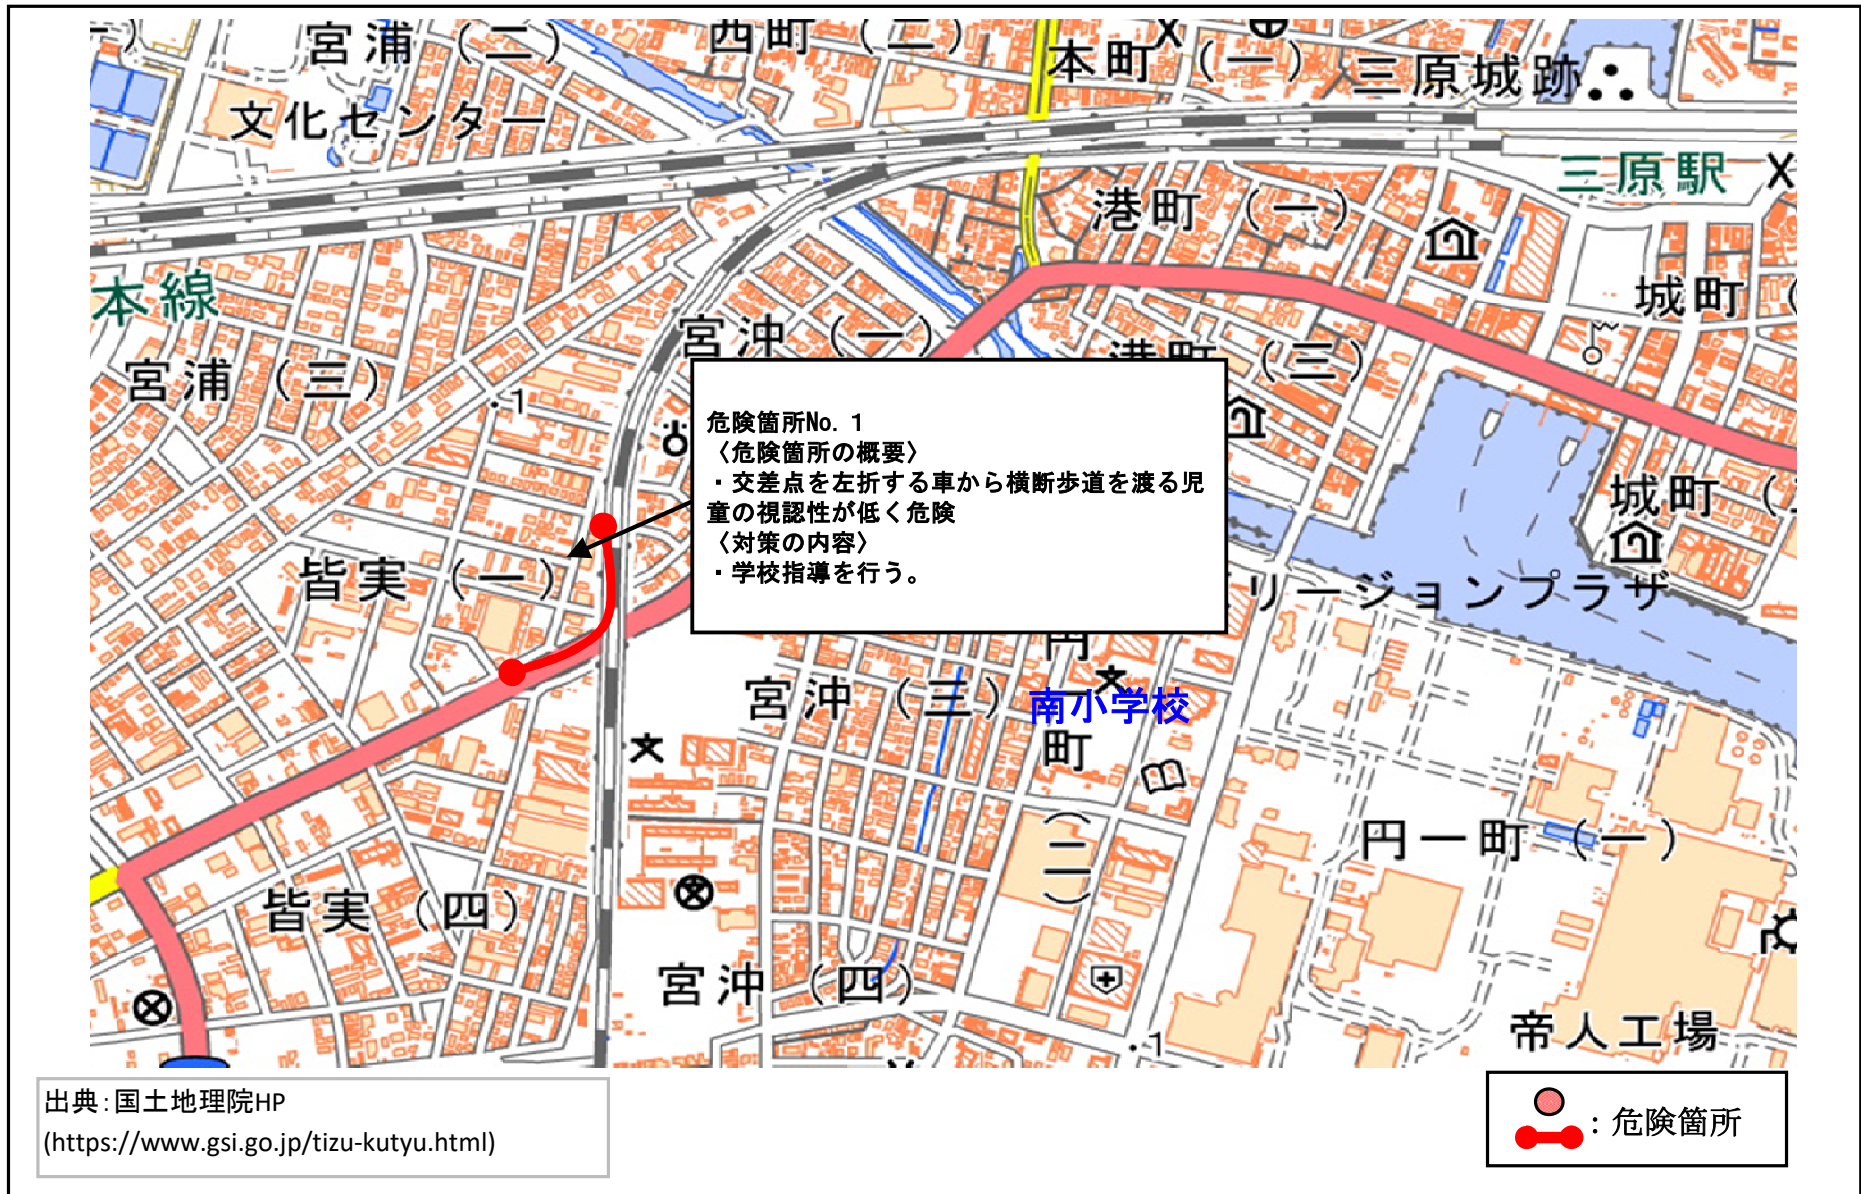 宮浦（二）
西町（二）
本町（一）
三原城跡
文化センター
三原駅
港町（一）
本線
城町（
宮沖（一）
港町（三）
宮浦（三）
・1
危険箇所No. 1
〈危険箇所の概要〉
・交差点を左折する車から横断歩道を渡る児
童の視認性が低く危険
〈対策の内容〉
・学校指導を行う。
城町（
皆実（一）
リージョンプラザ
宮沖（三）
南小学校
円一町（二）
円一町（一）
皆実（四）
宮沖（四）
帝人工場
・1
出典：国土地理院HP
(https://www.gsi.go.jp/tizu-kutyu.html)
：危険箇所